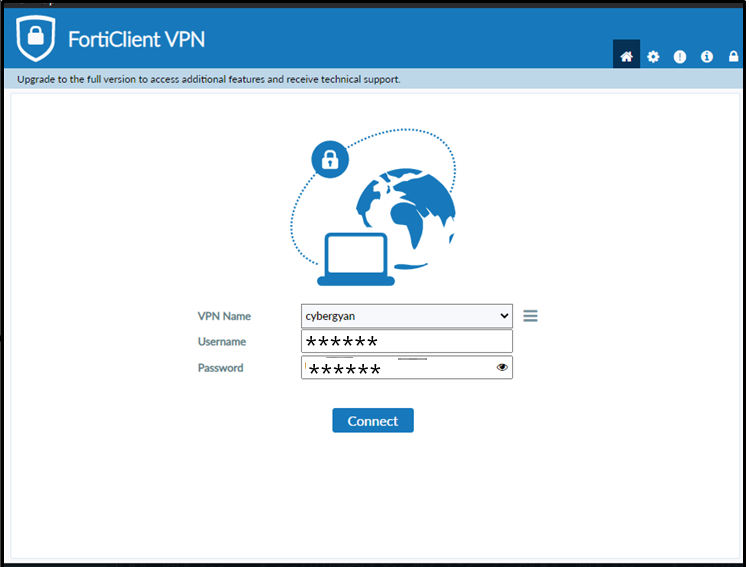 FortiClient VPN
Upgrade to the full version to access additional features and receive technical support.
VPN Name cybergyan
Username ******
Password ******
Connect